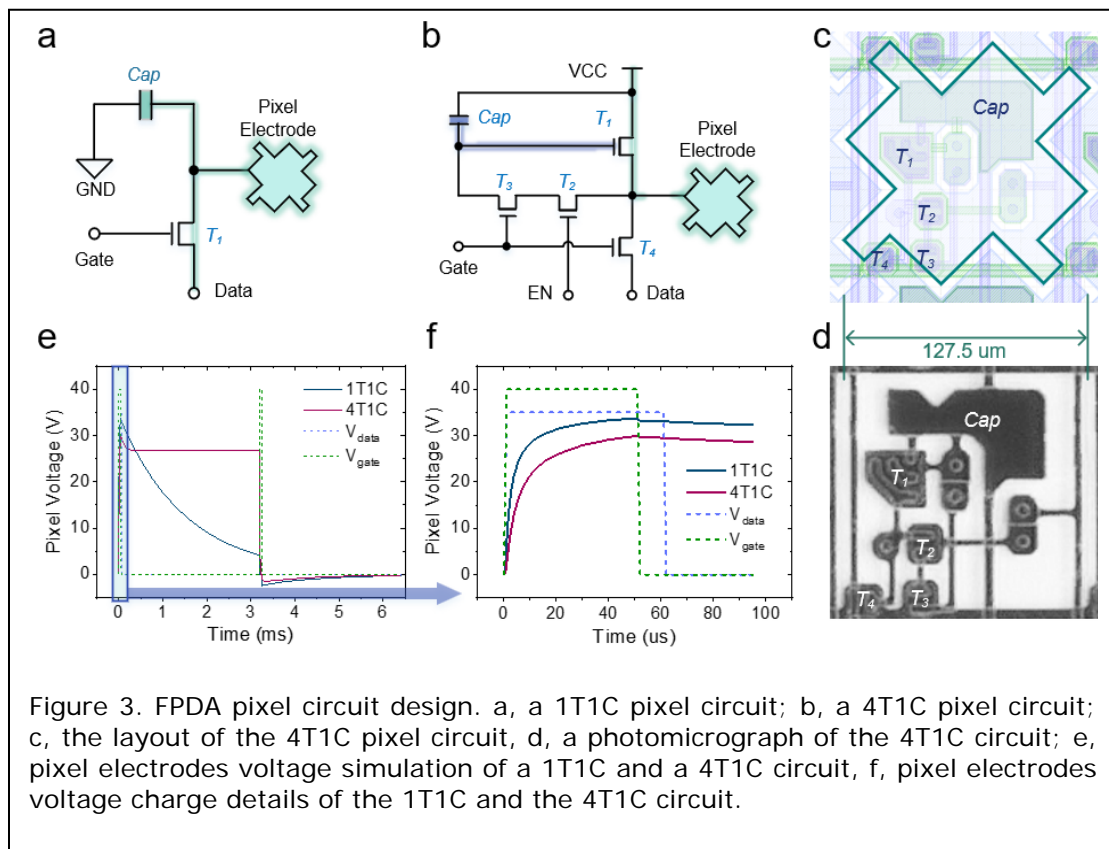 a
Cap
Pixel
Electrode
GND
T1
Gate
Data
b
VCC
Cap
T1
Pixel
Electrode
T3
T2
T4
Gate
EN
Data
c
Cap
T1
T2
T4
T3
127.5 um
d
Cap
T1
T2
T4
T3
e
40
30
20
10
0
Pixel Voltage (V)
1T1C
4T1C
Vdata
Vgate
0 1 2 3 4 5 6
Time (ms)
f
40
30
20
10
0
Pixel Voltage (V)
1T1C
4T1C
Vdata
Vgate
0 20 40 60 80 100
Time (us)
Figure 3. FPDA pixel circuit design. a, a 1T1C pixel circuit; b, a 4T1C pixel circuit;
c, the layout of the 4T1C pixel circuit, d, a photomicrograph of the 4T1C circuit; e,
pixel electrodes voltage simulation of a 1T1C and a 4T1C circuit, f, pixel electrodes
voltage charge details of the 1T1C and the 4T1C circuit.